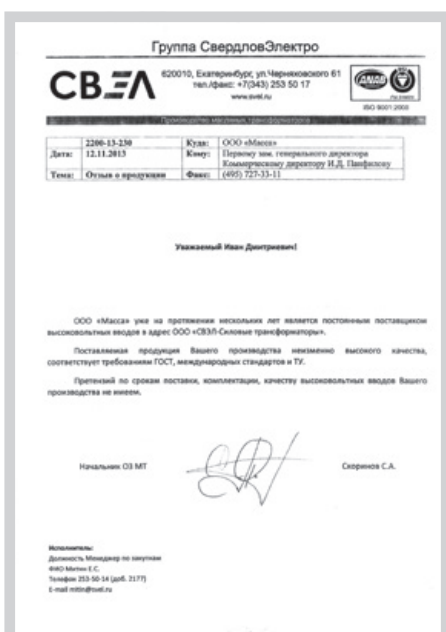 Группа СвердловЭлектро
СВЭЛ
620010, Екатеринбург, ул.Черняховского 61
тел./факс: +7(343) 253 50 17
www.svel.ru
ANAB
ISO 9001:2008
Производство масляных трансформаторов
2200-13-230 Куда: ООО «Масса»
Дата: 12.11.2013 Кому: Первому зам. генерального директора
Коммерческому директору И.Д. Панфилову
Тема: Отзыв о продукции Факс: (495) 727-33-11
Уважаемый Иван Дмитриевич!
ООО «Масса» уже на протяжении нескольких лет является постоянным поставщиком
высоковольтных вводов в адрес ООО «СВЭЛ-Силовые трансформаторы».
Поставляемая продукция Вашего производства неизменно высокого качества,
соответствует требованиям ГОСТ, международных стандартов и ТУ.
Претензий по срокам поставки, комплектации, качеству высоковольтных вводов Вашего
производства не имеем.
Начальник ОЗ МТ Скоринов С.А.
Исполнитель:
Должность Менеджер по закупкам
ФИО Митин Е.С.
Телефон 253-50-14 (доб. 2177)
E-mail mitin@svel.ru